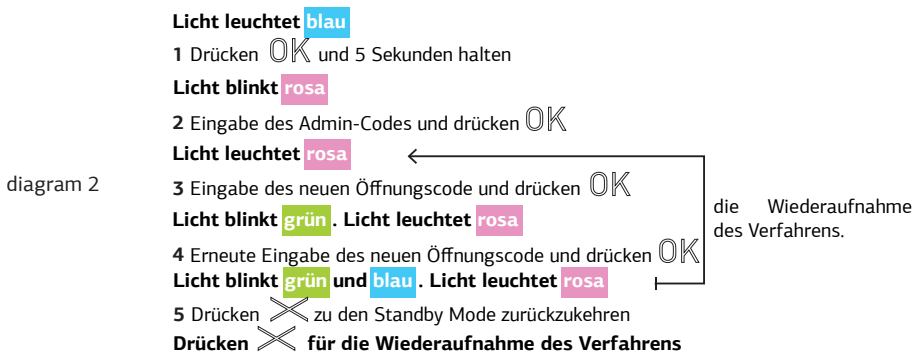 Licht leuchtet blau
1 Drücken OK und 5 Sekunden halten
Licht blinkt rosa
2 Eingabe des Admin-Codes und drücken OK
Licht leuchtet rosa
diagram 2
3 Eingabe des neuen Öffnungscode und drücken OK
Licht blinkt grün. Licht leuchtet rosa
die Wiederaufnahme
des Verfahrens.
4 Erneute Eingabe des neuen Öffnungscode und drücken OK
Licht blinkt grün und blau. Licht leuchtet rosa
5 Drücken X zu den Standby Mode zurückzukehren
Drücken X für die Wiederaufnahme des Verfahrens